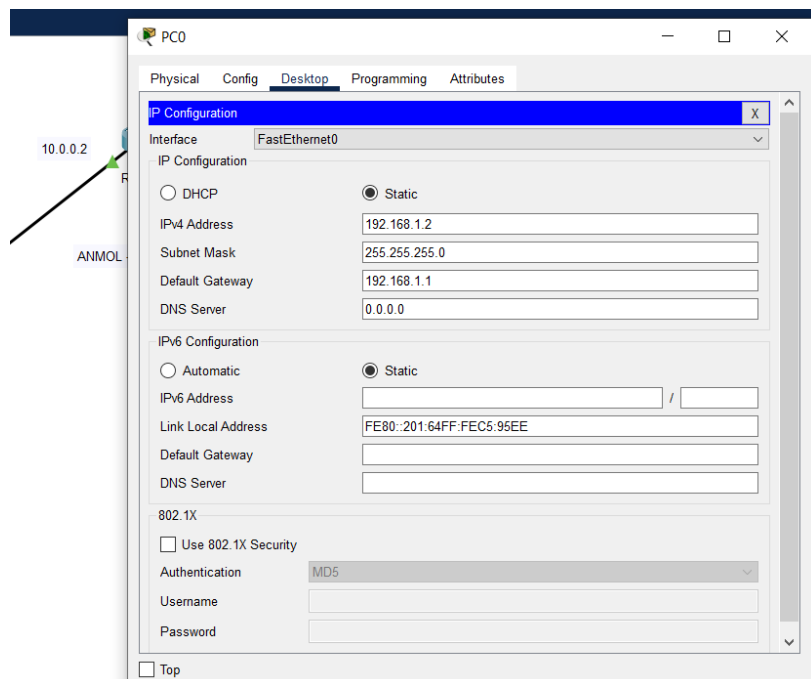 PC0
Physical Config Desktop Programming Attributes
IP Configuration X
Interface FastEthernet0
IP Configuration
DHCP Static
IPv4 Address 192.168.1.2
Subnet Mask 255.255.255.0
Default Gateway 192.168.1.1
DNS Server 0.0.0.0
IPv6 Configuration
Automatic Static
IPv6 Address /
Link Local Address FE80::201:64FF:FEC5:95EE
Default Gateway
DNS Server
802.1X
Use 802.1X Security
Authentication MD5
Username
Password
Top
10.0.0.2
R
ANMOL -